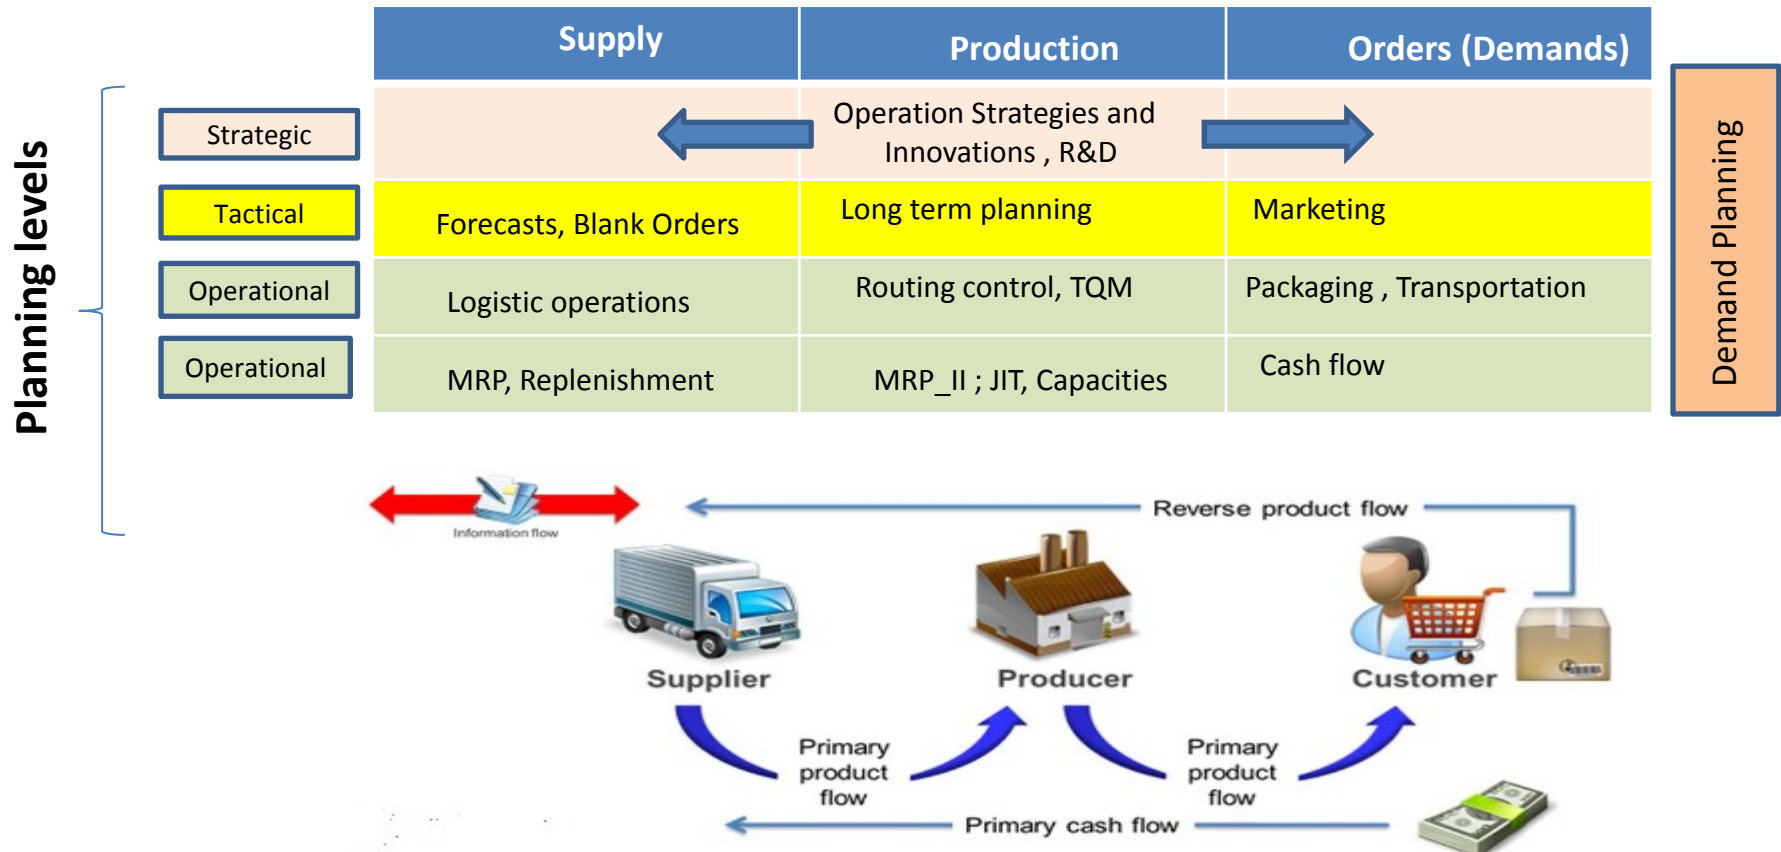 Supply
Production
Orders (Demands)
Planning levels
Strategic
Operation Strategies and
Innovations , R&D
Tactical
Forecasts, Blank Orders
Long term planning
Marketing
Operational
Logistic operations
Routing control, TQM
Packaging , Transportation
Operational
MRP, Replenishment
MRP_II ; JIT, Capacities
Cash flow
Demand Planning
Information flow
Reverse product flow
Supplier
Producer
Customer
Primary
product
flow
Primary
product
flow
Primary cash flow